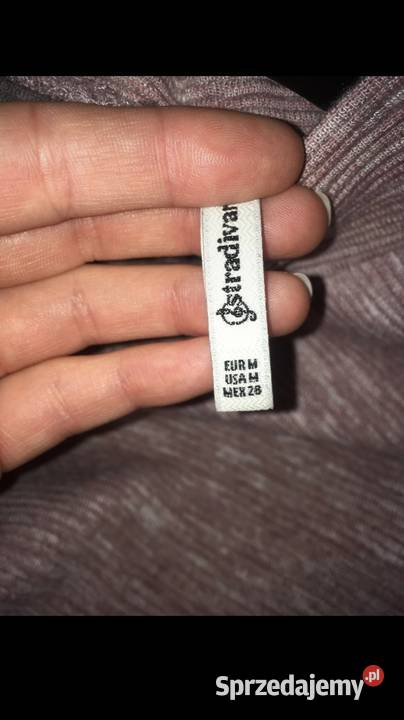 stradivar
EUR M
USA M
MEX 28
Sprzedajemy.pl